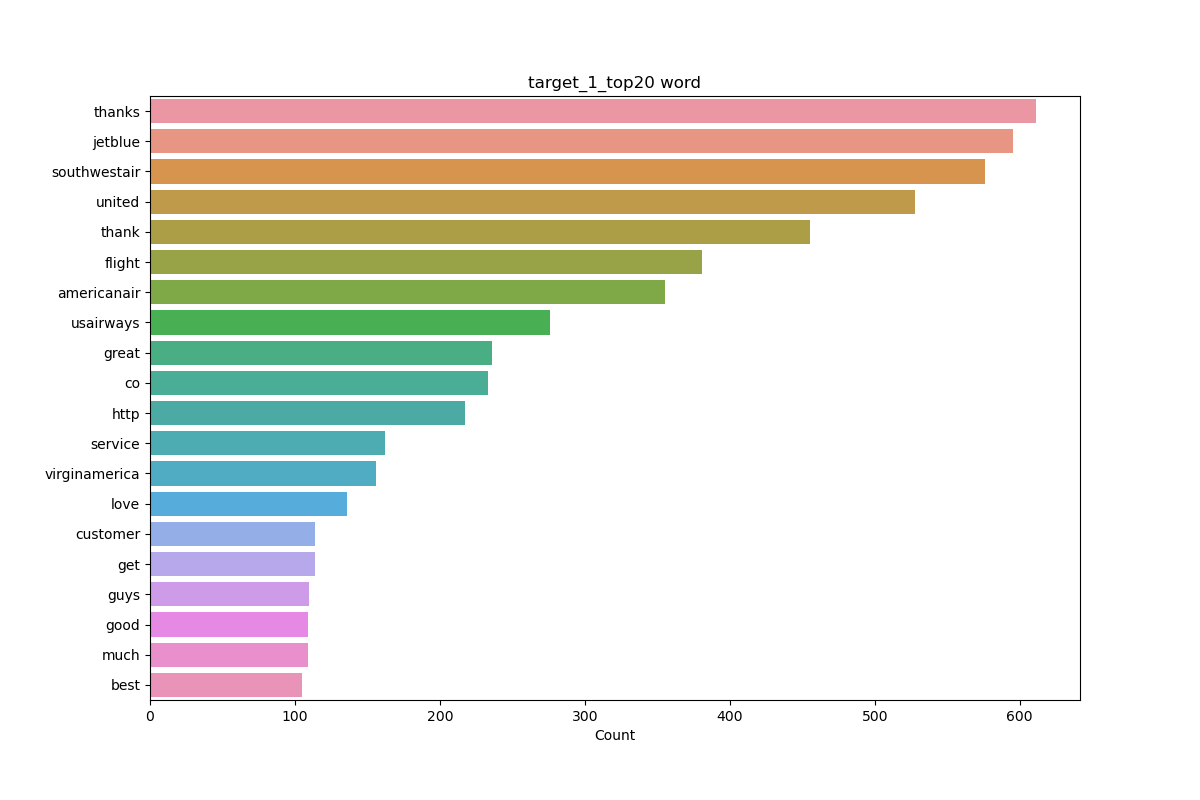 target_1_top20 word
thanks
jetblue
southwestair
united
thank
flight
americanair
usairways
great
co
http
service
virginamerica
love
customer
get
guys
good
much
best
0 100 200 300 400 500 600
Count